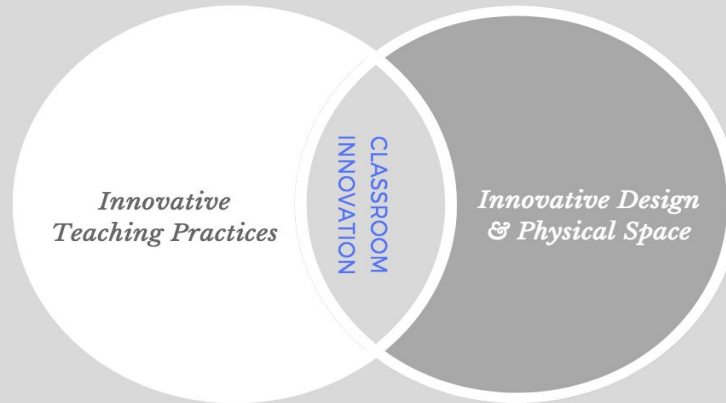 Innovative
Teaching Practices
CLASSROOM
INNOVATION
Innovative Design
& Physical Space